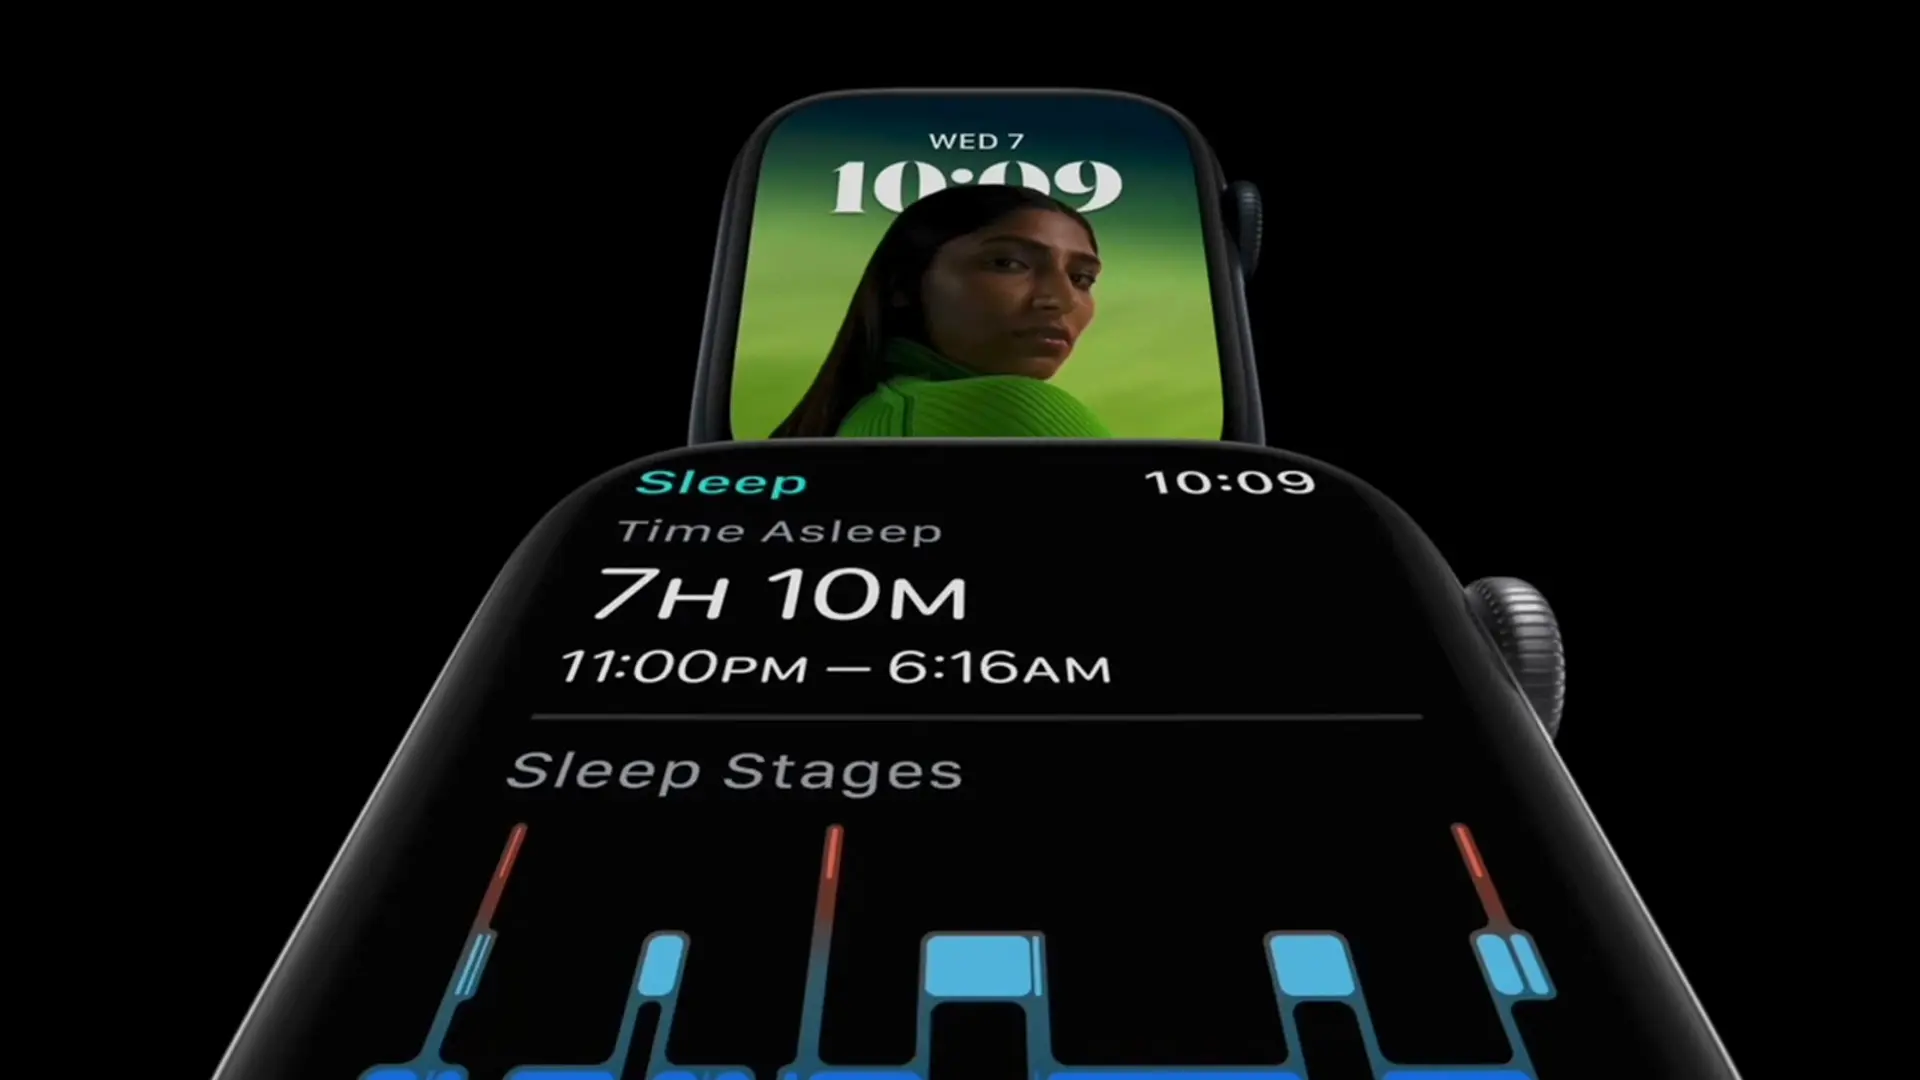 WED 7
10:09
Sleep 10:09
Time Asleep
7H 10M
11:00PM – 6:16AM
Sleep Stages